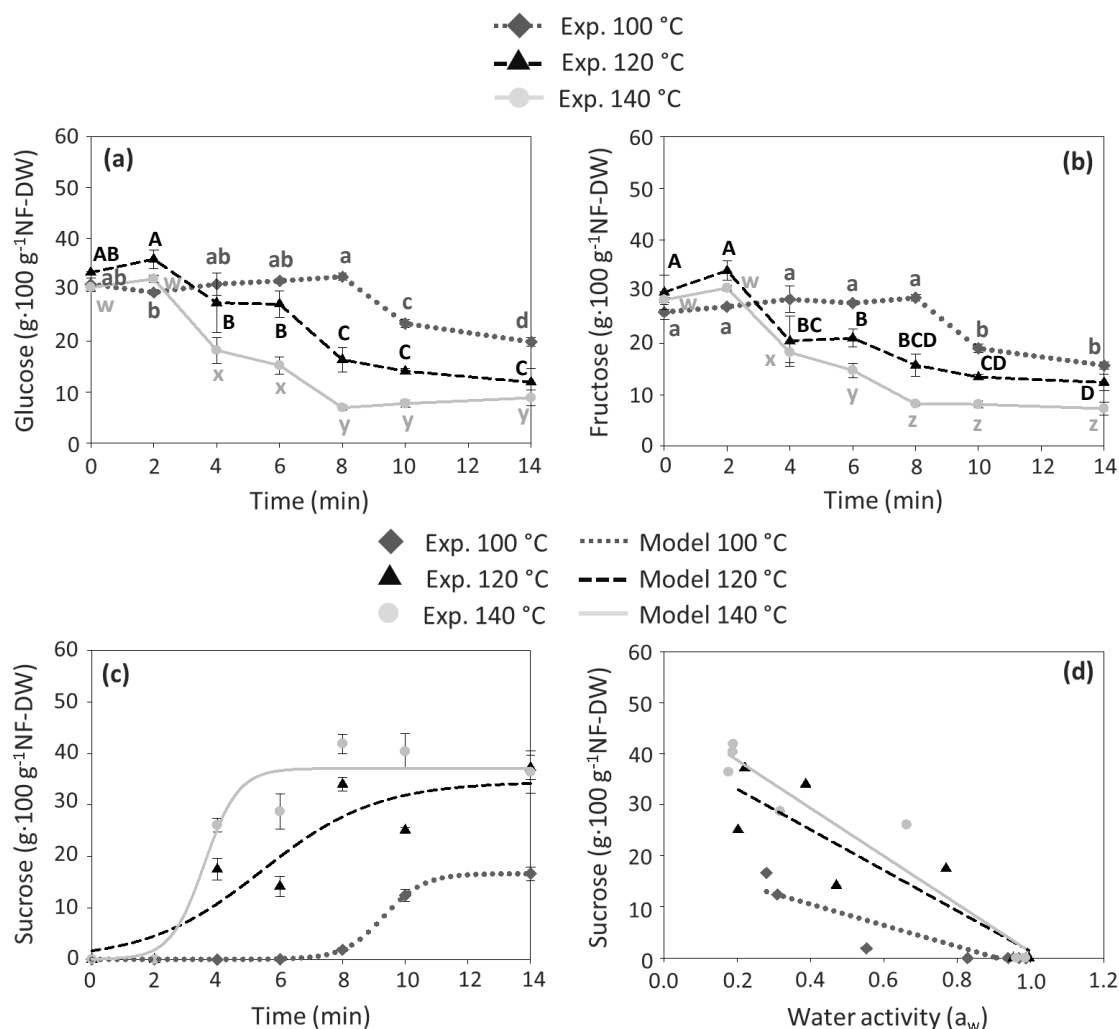 Exp. 100 °C
Exp. 120 °C
Exp. 140 °C
(a)
Glucose (g·100 g⁻¹NF-DW)
60
50
40
30
20
10
0
AB A ab ab a
ab w c
w b B B C C d
x x C
y y y
0 2 4 6 8 10 12 14
Time (min)
(b)
Fructose (g·100 g⁻¹NF-DW)
60
50
40
30
20
10
0
A A w a a a
w
a a BC B BCD b b
x y CD D
z z z
0 2 4 6 8 10 12 14
Time (min)
Exp. 100 °C Model 100 °C
Exp. 120 °C Model 120 °C
Exp. 140 °C Model 140 °C
(c)
Sucrose (g·100 g⁻¹NF-DW)
60
50
40
30
20
10
0
0 2 4 6 8 10 12 14
Time (min)
(d)
Sucrose (g·100 g⁻¹NF-DW)
60
50
40
30
20
10
0
0.0 0.2 0.4 0.6 0.8 1.0 1.2
Water activity (a_w)